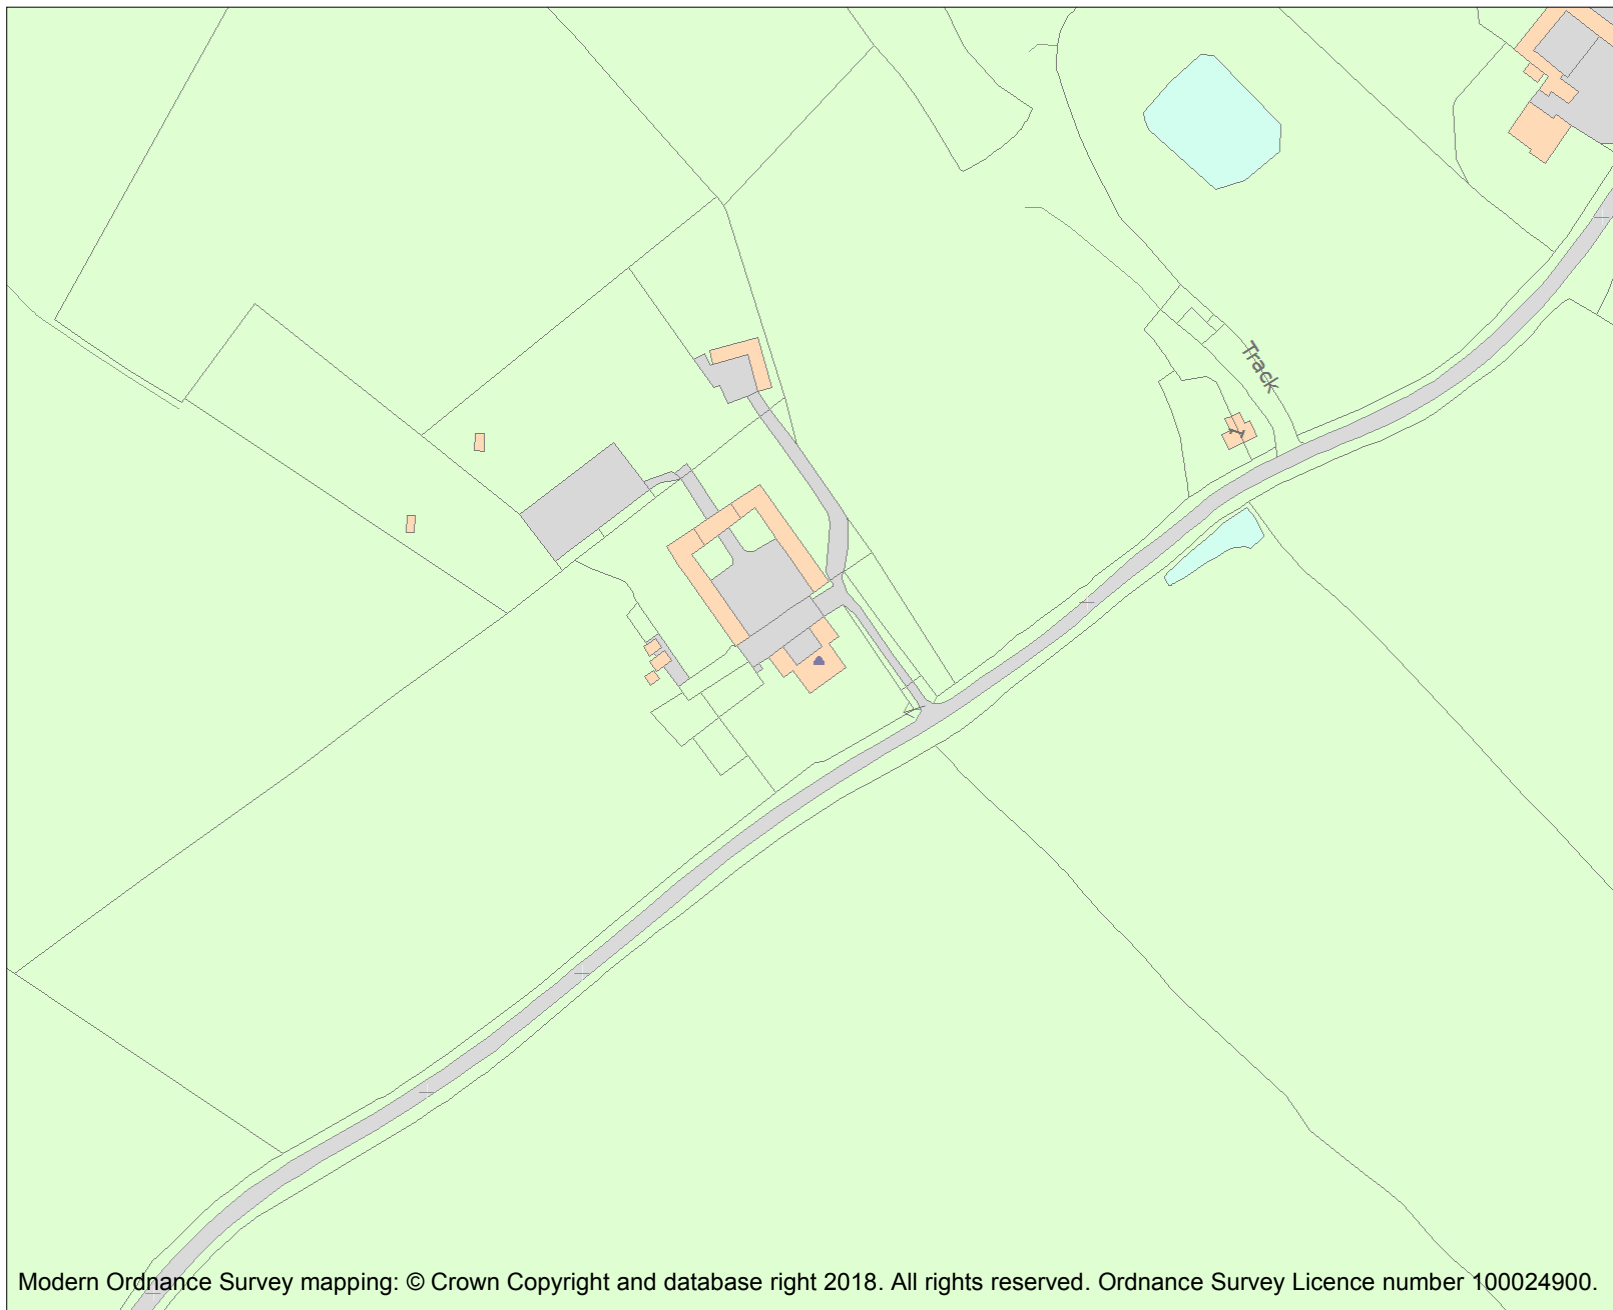 Track
1
Modern Ordnance Survey mapping: © Crown Copyright and database right 2018. All rights reserved. Ordnance Survey Licence number 100024900.